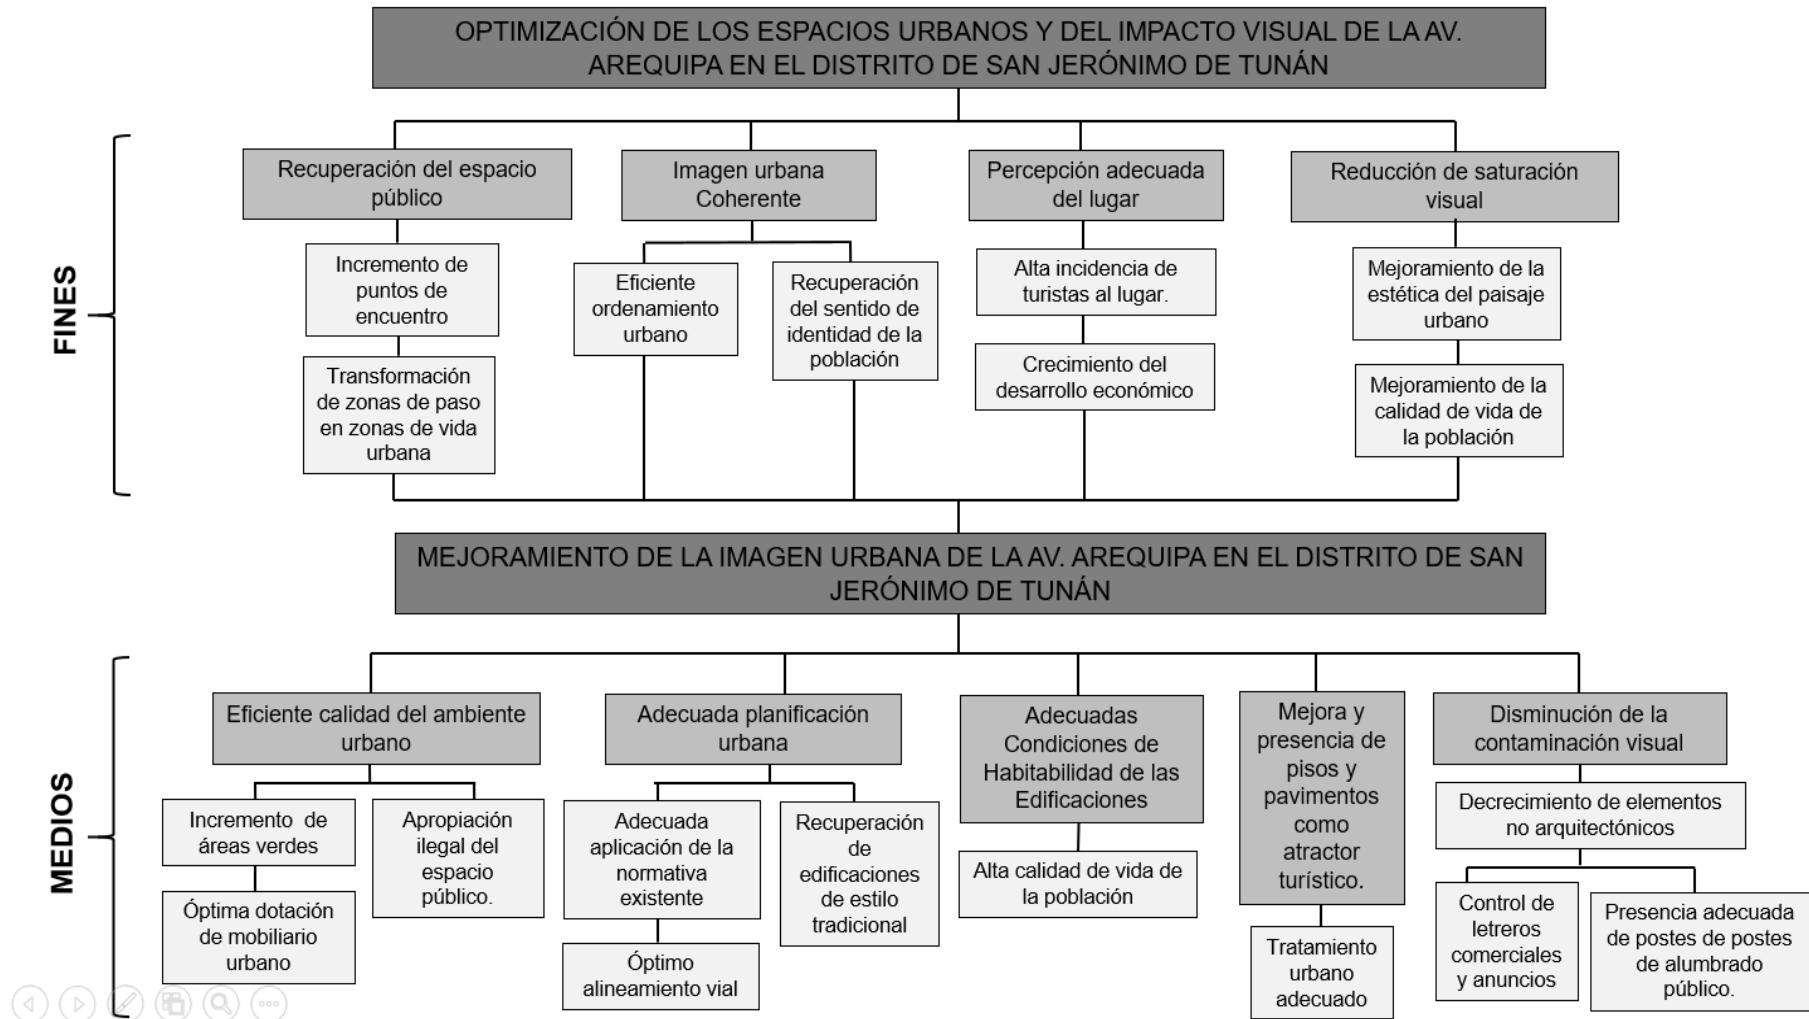 OPTIMIZACIÓN DE LOS ESPACIOS URBANOS Y DEL IMPACTO VISUAL DE LA AV.
AREQUIPA EN EL DISTRITO DE SAN JERÓNIMO DE TUNÁN
FINES
Recuperación del espacio
público
Incremento de
puntos de
encuentro
Transformación
de zonas de paso
en zonas de vida
urbana
Imagen urbana
Coherente
Eficiente
ordenamiento
urbano
Recuperación
del sentido de
identidad de la
población
Percepción adecuada
del lugar
Alta incidencia de
turistas al lugar.
Crecimiento del
desarrollo económico
Reducción de saturación
visual
Mejoramiento de la
estética del paisaje
urbano
Mejoramiento de la
calidad de vida de
la población
MEJORAMIENTO DE LA IMAGEN URBANA DE LA AV. AREQUIPA EN EL DISTRITO DE SAN
JERÓNIMO DE TUNÁN
MEDIOS
Eficiente calidad del ambiente
urbano
Incremento de
áreas verdes
Óptima dotación
de mobiliario
urbano
Apropiación
ilegal del
espacio
público.
Adecuada planificación
urbana
Adecuada
aplicación de la
normativa
existente
Óptimo
alineamiento vial
Recuperación
de
edificaciones
de estilo
tradicional
Adecuadas
Condiciones de
Habitabilidad de las
Edificaciones
Alta calidad de vida de
la población
Mejora y
presencia de
pisos y
pavimentos
como
atractor
turístico.
Tratamiento
urbano
adecuado
Disminución de la
contaminación visual
Decrecimiento de elementos
no arquitectónicos
Control de
letreros
comerciales
y anuncios
Presencia adecuada
de postes de postes
de alumbrado
público.